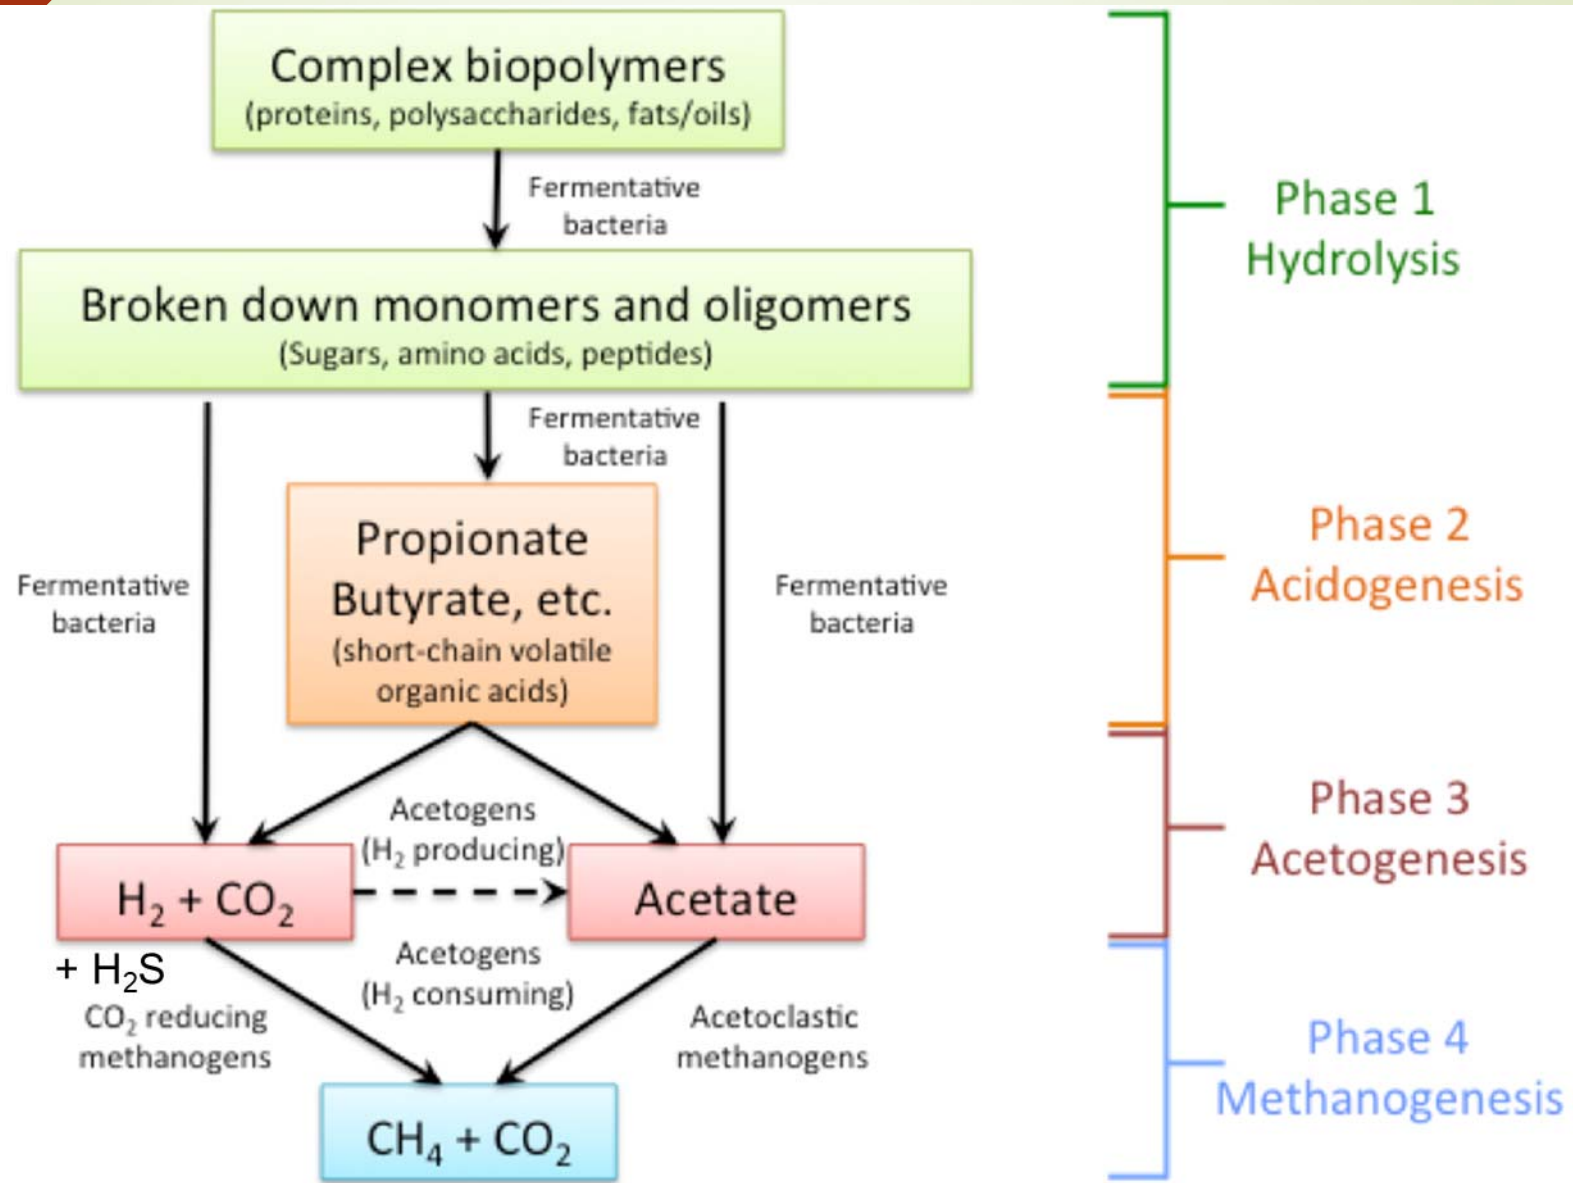 Complex biopolymers
(proteins, polysaccharides, fats/oils)
Fermentative
bacteria
Phase 1
Hydrolysis
Broken down monomers and oligomers
(Sugars, amino acids, peptides)
Fermentative
bacteria
Propionate
Butyrate, etc.
(short-chain volatile
organic acids)
Fermentative
bacteria
Fermentative
bacteria
Phase 2
Acidogenesis
Acetogens
(H₂ producing)
H₂ + CO₂
Acetate
Phase 3
Acetogenesis
+ H₂S
Acetogens
(H₂ consuming)
CO₂ reducing
methanogens
Acetoclastic
methanogens
Phase 4
Methanogenesis
CH₄ + CO₂